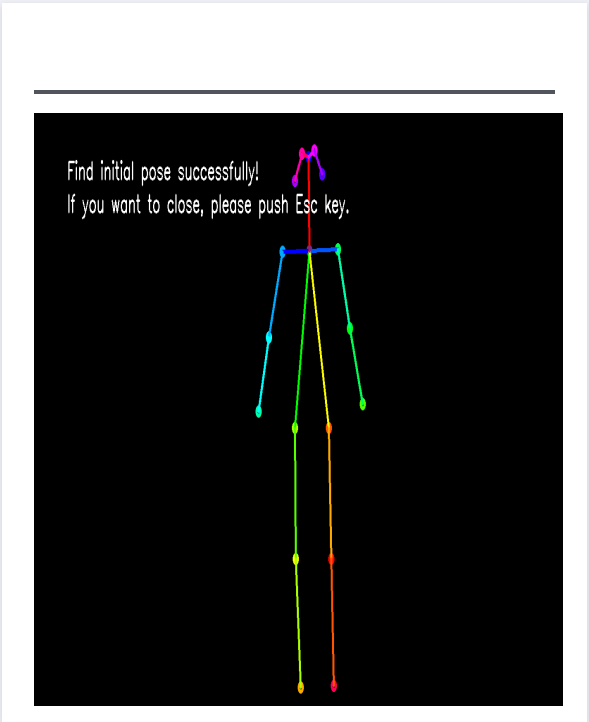 Find initial pose successfully!
If you want to close, please push Esc key.